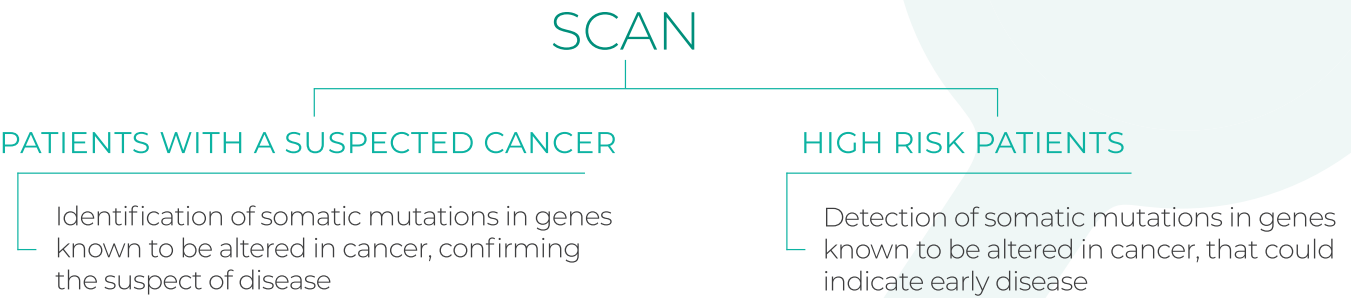 SCAN
PATIENTS WITH A SUSPECTED CANCER
Identification of somatic mutations in genes
known to be altered in cancer, confirming
the suspect of disease
HIGH RISK PATIENTS
Detection of somatic mutations in genes
known to be altered in cancer, that could
indicate early disease